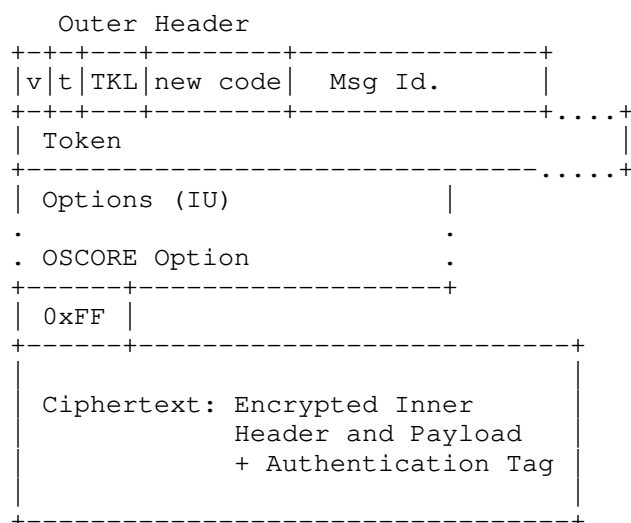 Outer Header
|v|t|TKL|new code| Msg Id. |
| Token |
| Options (IU) |
. .
. OSCORE Option .
| 0xFF |
Ciphertext: Encrypted Inner
Header and Payload
+ Authentication Tag